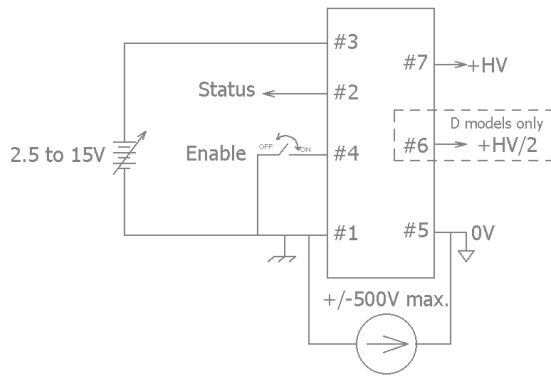 #3
#7
+HV
Status
#2
D models only
OFF
ON
2.5 to 15V
Enable
#4
#6
+HV/2
#1
#5
0V
+/-500V max.